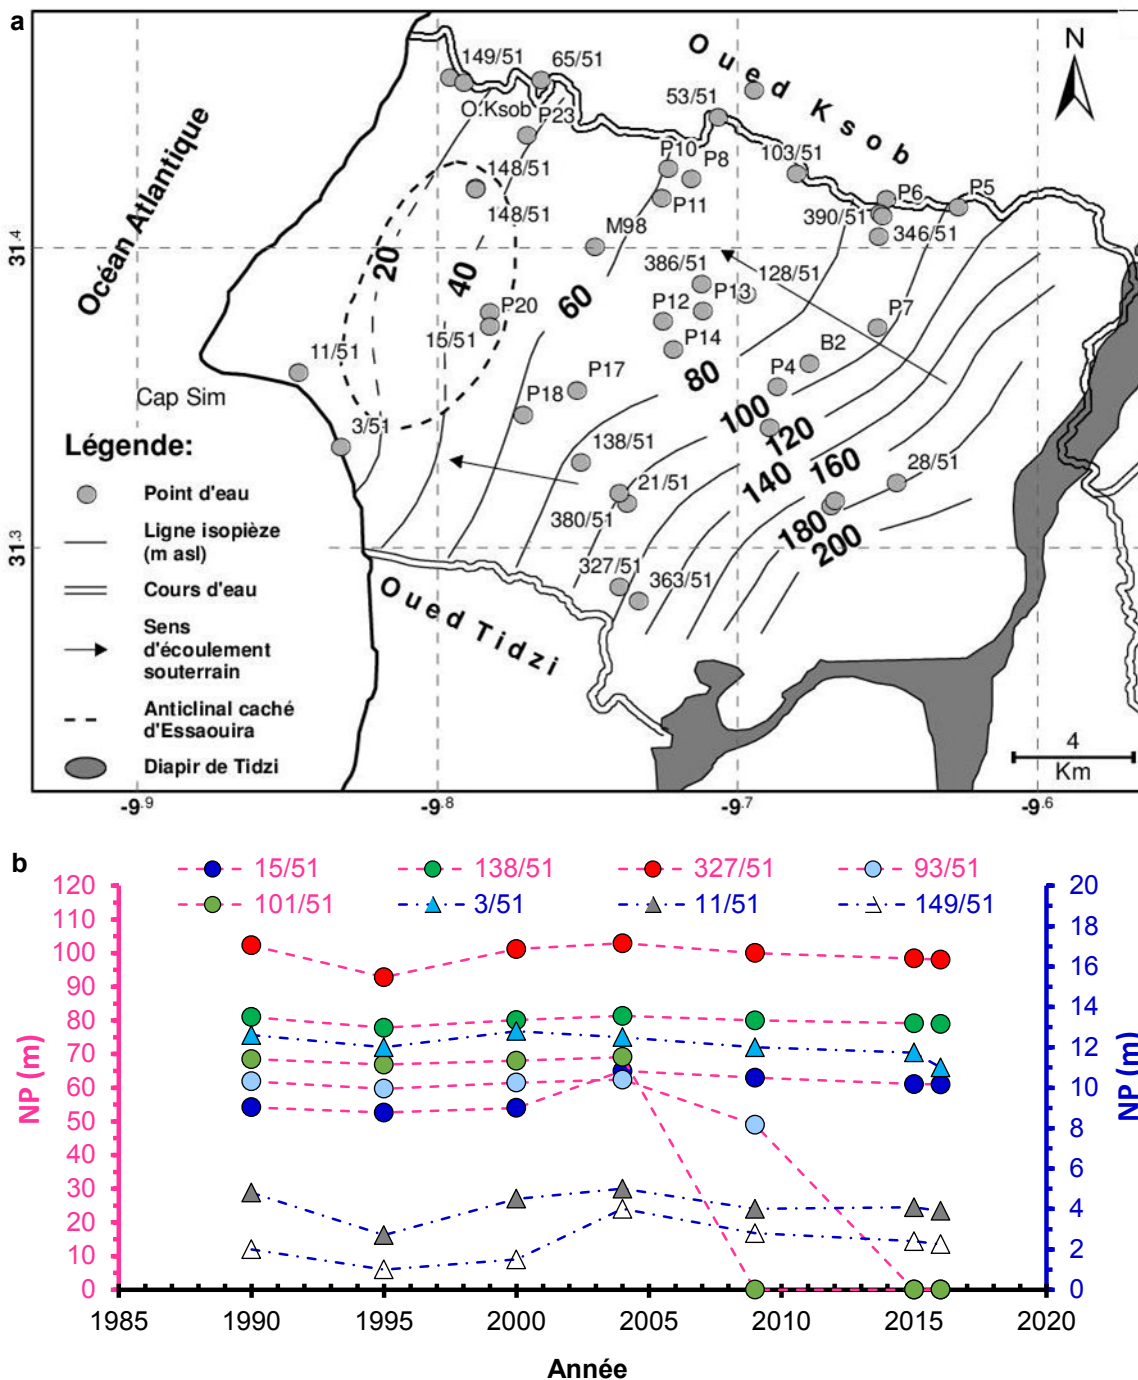 a
Oued Ksob
N
Océan Atlantique
149/51
65/51
O.Ksob
P23
53/51
103/51
P10
P8
P11
P6
P5
390/51
346/51
148/51
148/51
M98
386/51
128/51
P13
P12
P14
P7
B2
P4
P20
15/51
P17
P18
11/51
Cap Sim
3/51
138/51
21/51
380/51
28/51
327/51
363/51
20
40
60
80
100
120
140
160
180
200
Oued Tidzi
Légende:
Point d'eau
Ligne isopièze
(m asl)
Cours d'eau
Sens
d'écoulement
souterrain
Anticlinal caché
d'Essaouira
Diapir de Tidzi
4
Km
31.4
31.3
-9.9
-9.8
-9.7
-9.6
b
15/51
138/51
327/51
93/51
101/51
3/51
11/51
149/51
NP (m)
120
110
100
90
80
70
60
50
40
30
20
10
0
20
18
16
14
12
10
8
6
4
2
0
NP (m)
1985
1990
1995
2000
2005
2010
2015
2020
Année